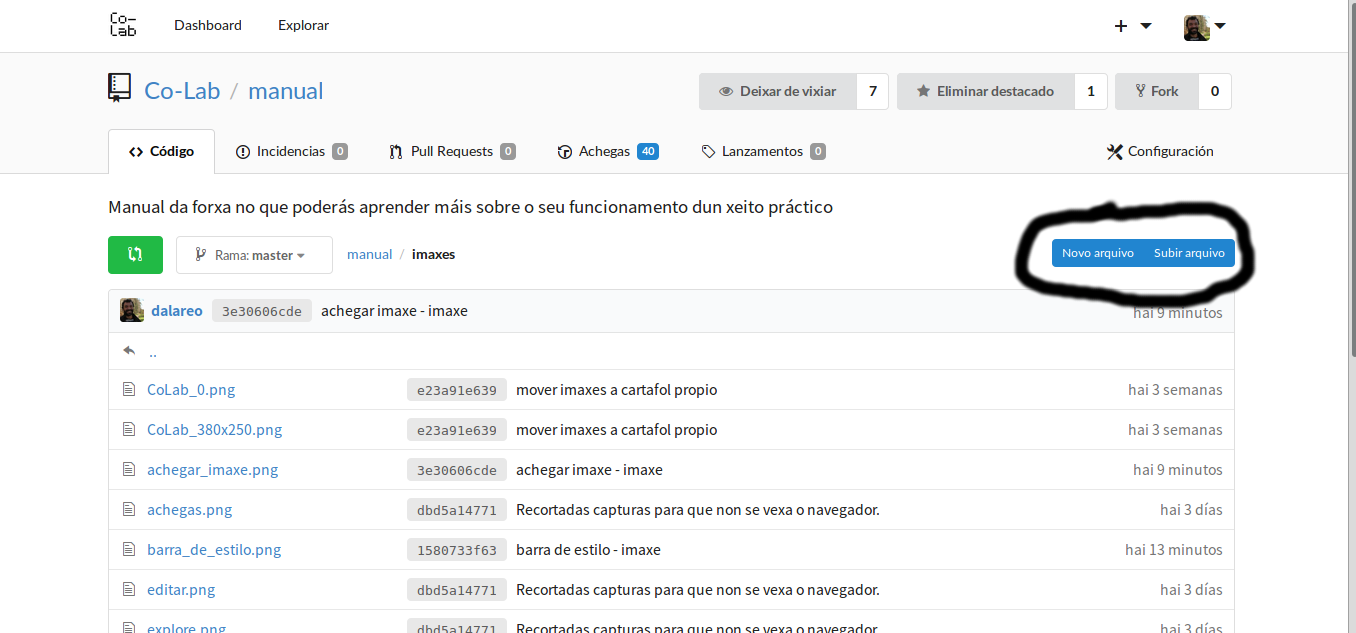 Co-
Lab
Dashboard
Explorar
+
Co-Lab / manual
Deixar de vixiar 7
Eliminar destacado 1
Fork 0
Código
Incidencias 0
Pull Requests 0
Achegas 40
Lanzamentos 0
Configuración
Manual da forxa no que poderás aprender máis sobre o seu funcionamento dun xeito práctico
Rama: master
manual / imaxes
Novo arquivo
Subir arquivo
dalareo 3e30606cde achegar imaxe - imaxe hai 9 minutos
..
CoLab_0.png e23a91e639 mover imaxes a cartafol propio hai 3 semanas
CoLab_380x250.png e23a91e639 mover imaxes a cartafol propio hai 3 semanas
achegar_imaxe.png 3e30606cde achegar imaxe - imaxe hai 9 minutos
achegas.png dbd5a14771 Recortadas capturas para que non se vexa o navegador. hai 3 días
barra_de_estilo.png 1580733f63 barra de estilo - imaxe hai 13 minutos
editar.png dbd5a14771 Recortadas capturas para que non se vexa o navegador. hai 3 días
explore.png dbd5a14771 Recortadas capturas para que non se vexa o navegador. hai 3 días